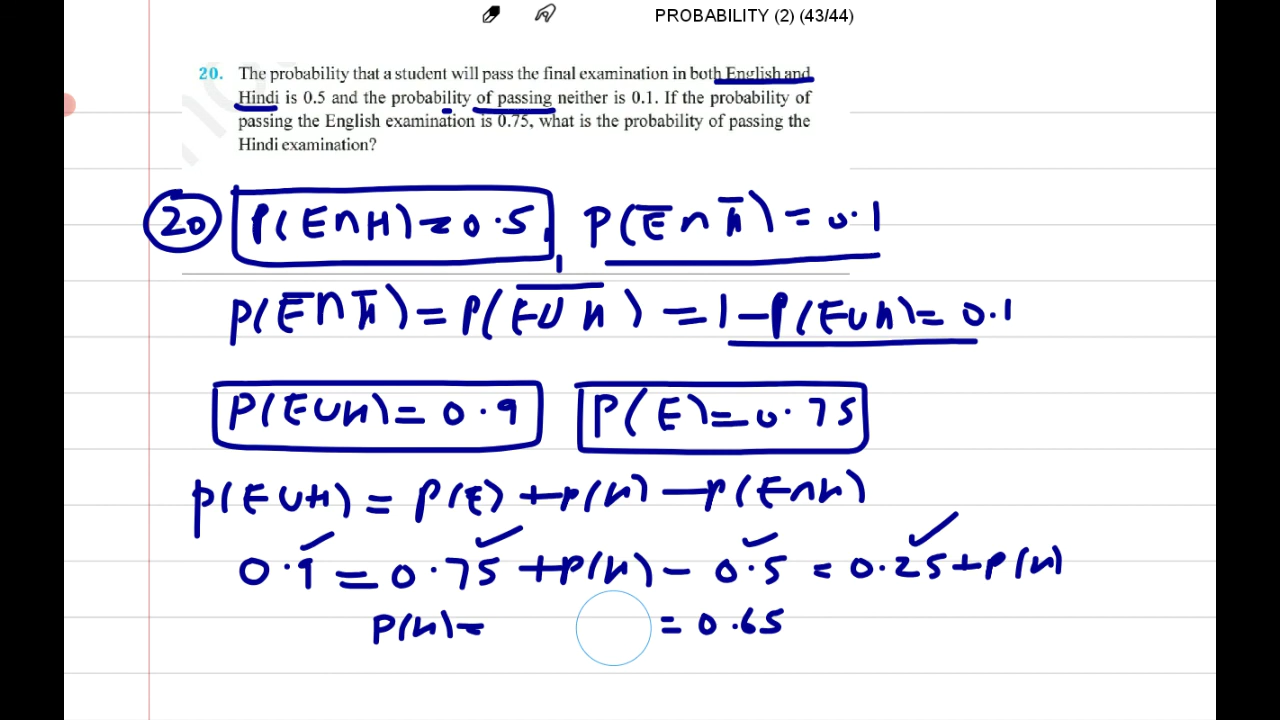 PROBABILITY (2) (43/44)
20. The probability that a student will pass the final examination in both English and
Hindi is 0.5 and the probability of passing neither is 0.1. If the probability of
passing the English examination is 0.75, what is the probability of passing the
Hindi examination?
20 P(E∩H)=0.5, P(E̅∩h̅)=0.1
P(E̅∩h̅)=P(E̅U̅h̅)=1-P(EUh)=0.1
P(EUh)=0.9 P(E)=0.75
P(EUH)=P(E)+P(h)-P(E∩h)
0.9=0.75+P(h)-0.5=0.25+P(h)
P(h)= =0.65